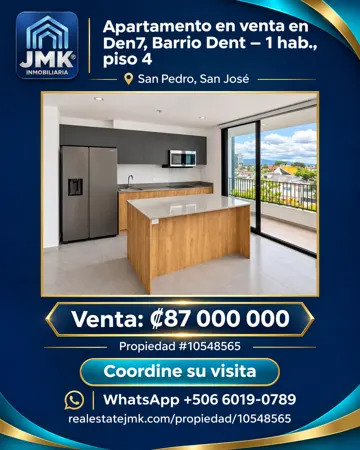 JMK®
INMOBILIARIA
Apartamento en venta en
Den7, Barrio Dent – 1 hab.,
piso 4
San Pedro, San José
Venta: ₡87 000 000
Propiedad #10548565
Coordine su visita
WhatsApp +506 6019-0789
realestatejmk.com/propiedad/10548565